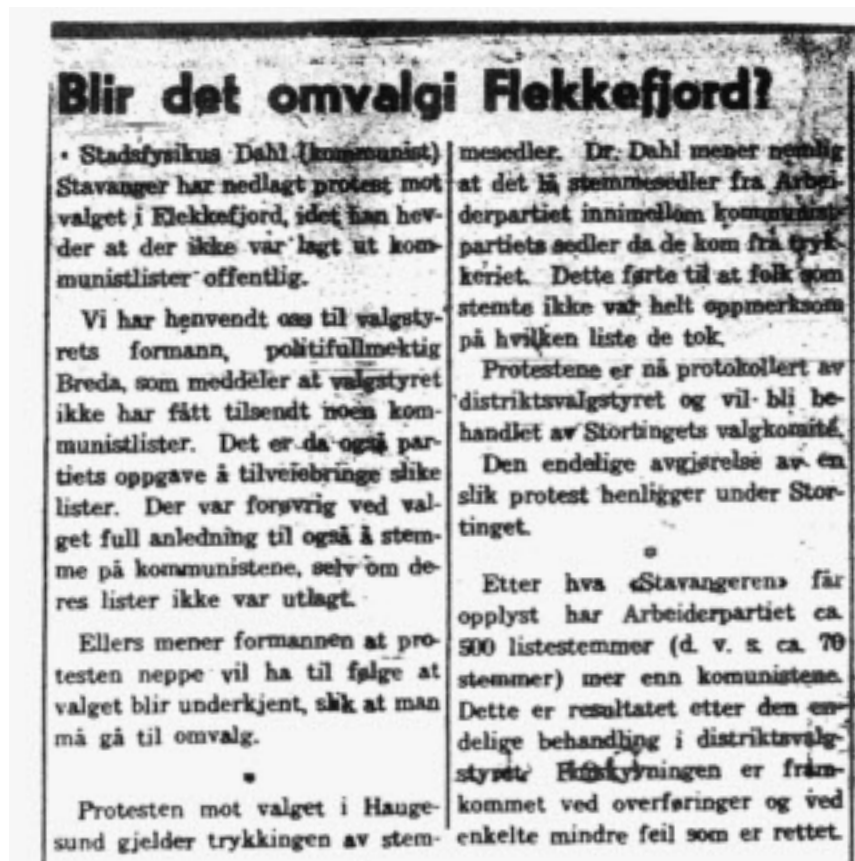 Blir det omvalgi Flekkefjord?
• Stadsfysikus Dahl (kommunist)
Stavanger har nedlagt protest mot
valget i Flekkefjord, idet han hev-
der at der ikke var lagt ut kom-
munistlister offentlig.
Vi har henvendt oss til valgsty-
rets formann, politifullmektig
Breda, som meddeler at valgstyret
ikke har fått tilsendt noen kom-
munistlister. Det er da også par-
tiets oppgave å tilveiebringe slike
lister. Der var forøvrig ved val-
get full anledning til også å stem-
me på kommunistene, selv om de-
res lister ikke var utlagt.
Ellers mener formannen at pro-
testen neppe vil ha til følge at
valget blir underkjent, slik at man
må gå til omvalg.
Protesten mot valget i Hauge-
sund gjelder trykkingen av stem-
mesedler. Dr. Dahl mener nemlig
at det lå stemmesedler fra Arbei-
derpartiet innimellom kommunist-
partiets sedler da de kom fra tryk-
keriet. Dette førte til at folk som
stemte ikke var helt oppmerksom
på hvilken liste de tok.
Protestene er nå protokollert av
distriktsvalgstyret og vil bli be-
handlet av Stortingets valgkomité.
Den endelige avgjørelse av en
slik protest henligger under Stor-
tinget.
Etter hva «Stavangeren» får
opplyst har Arbeiderpartiet ca.
500 listestemmer (d. v. s. ca. 70
stemmer) mer enn komunistene.
Dette er resultatet etter den en-
delige behandling i distriktsvalg-
styret. er fram-
kommet ved overføringer og ved
enkelte mindre feil som er rettet.